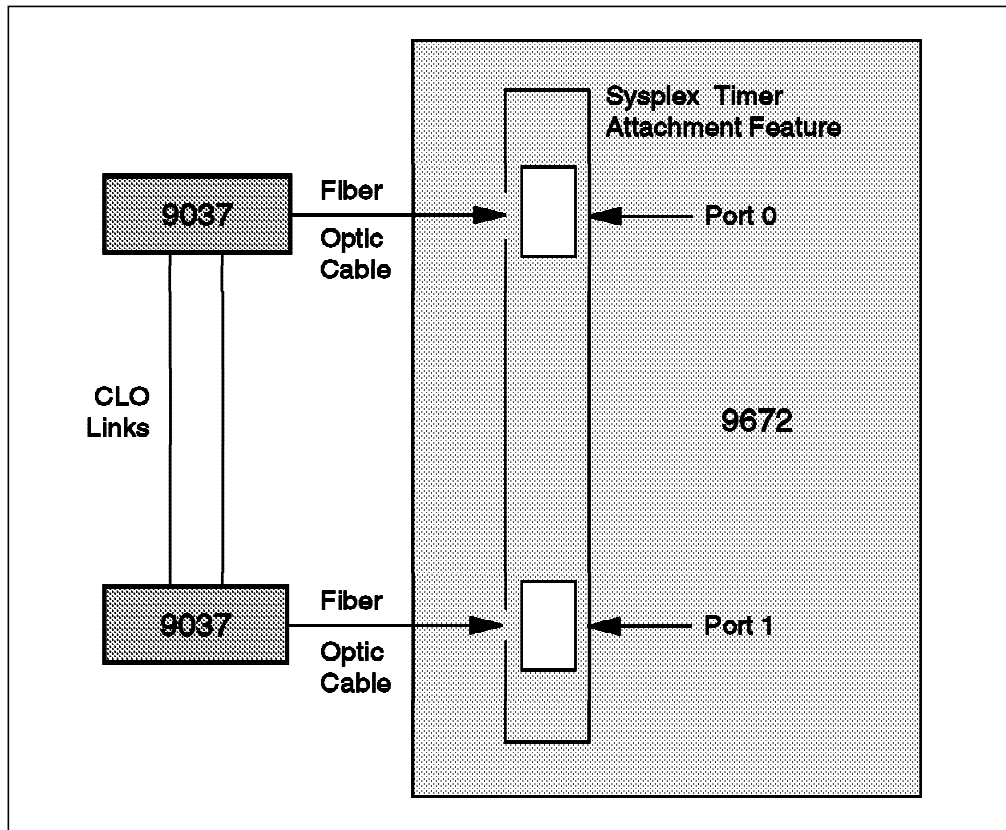 Sysplex Timer
Attachment Feature
9037
Fiber
Optic
Cable
Port 0
CLO
Links
9672
9037
Fiber
Optic
Cable
Port 1